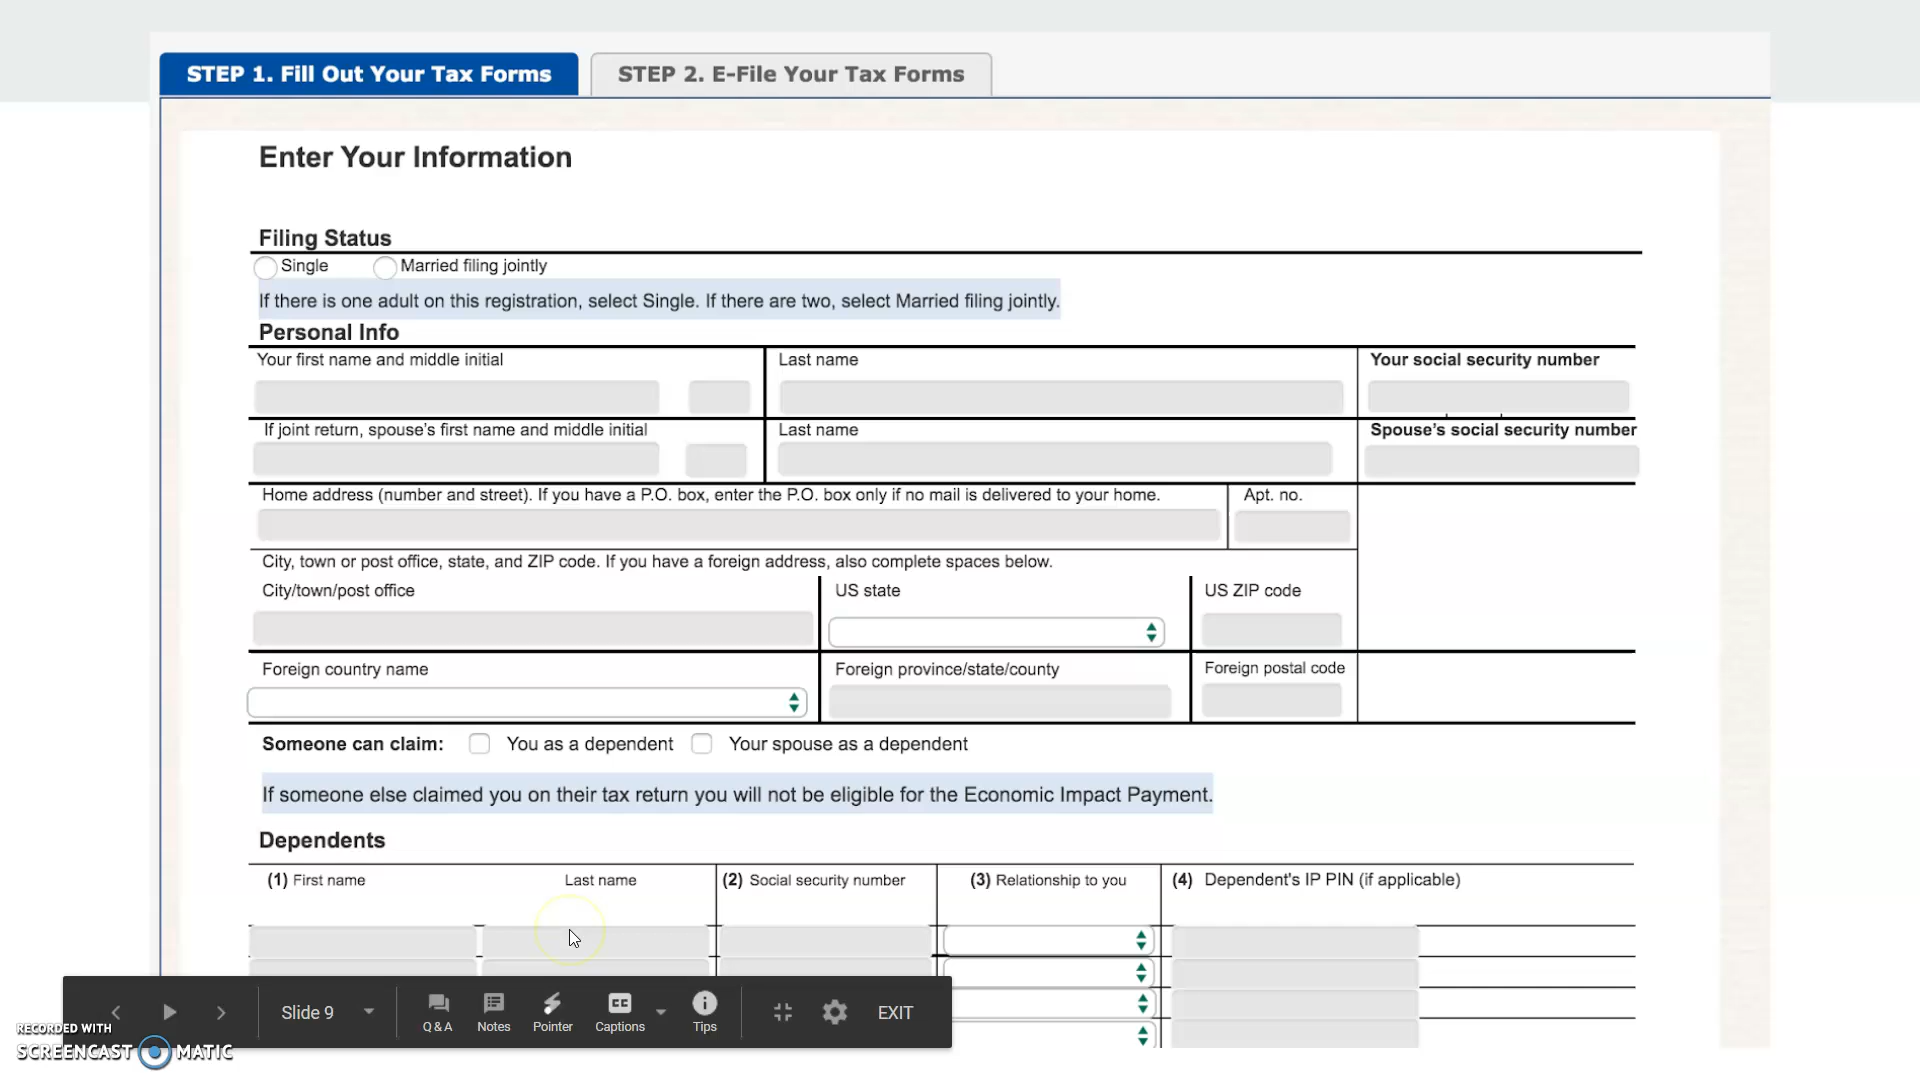 STEP 1. Fill Out Your Tax Forms
STEP 2. E-File Your Tax Forms
Enter Your Information
Filing Status
Single
Married filing jointly
If there is one adult on this registration, select Single. If there are two, select Married filing jointly.
Personal Info
Your first name and middle initial
Last name
Your social security number
If joint return, spouse's first name and middle initial
Last name
Spouse's social security number
Home address (number and street). If you have a P.O. box, enter the P.O. box only if no mail is delivered to your home.
Apt. no.
City, town or post office, state, and ZIP code. If you have a foreign address, also complete spaces below.
City/town/post office
US state
US ZIP code
Foreign country name
Foreign province/state/county
Foreign postal code
Someone can claim:
You as a dependent
Your spouse as a dependent
If someone else claimed you on their tax return you will not be eligible for the Economic Impact Payment.
Dependents
(1) First name
Last name
(2) Social security number
(3) Relationship to you
(4) Dependent's IP PIN (if applicable)
Slide 9
Q & A
Notes
Pointer
CC
Captions
Tips
EXIT
RECORDED WITH
SCREENCAST MATIC